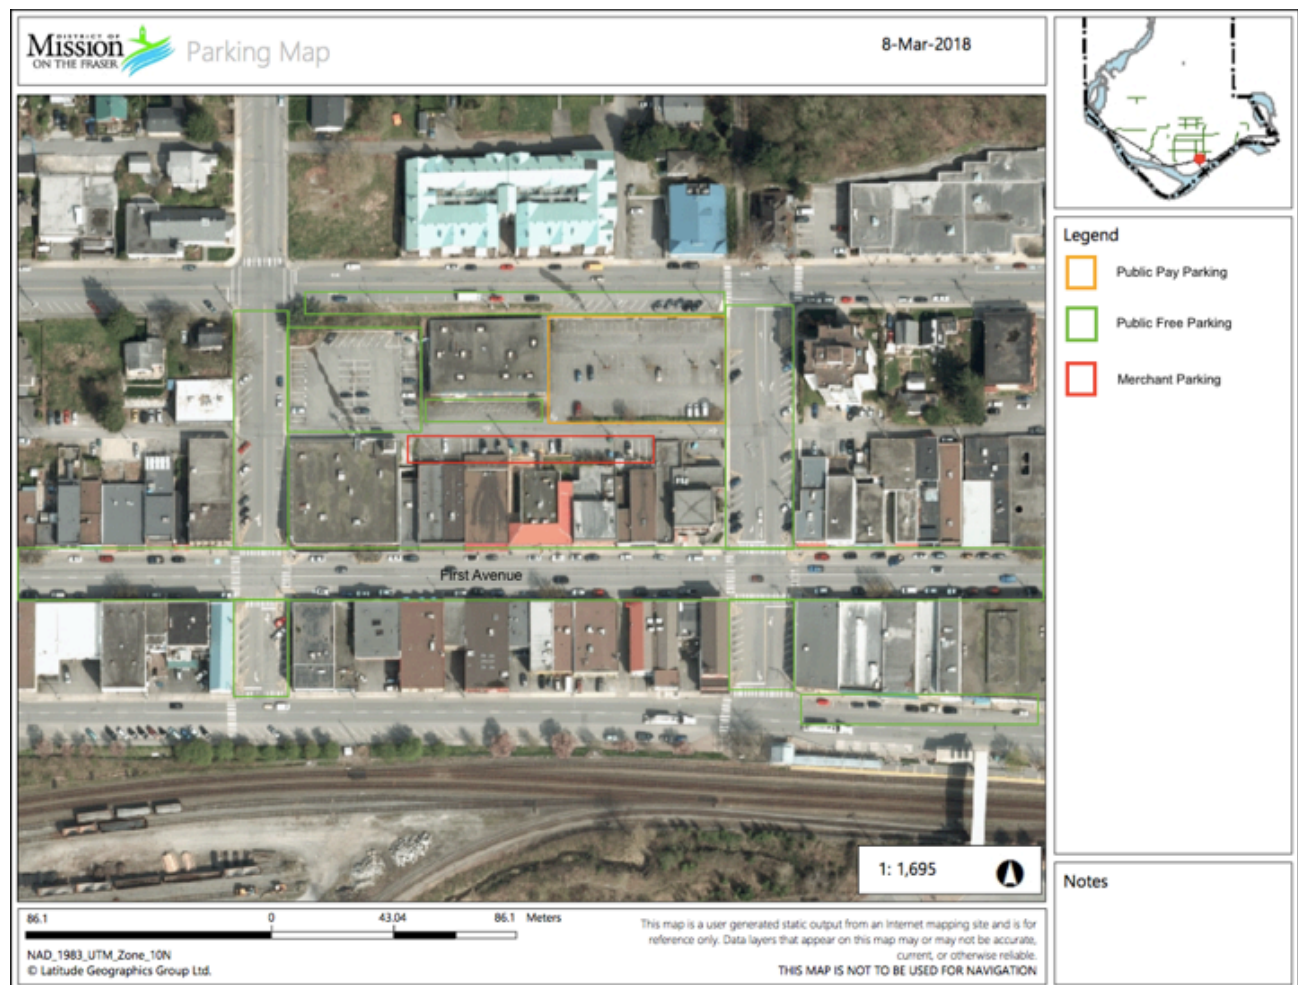 DISTRICT OF
Mission
ON THE FRASER
Parking Map
8-Mar-2018
Legend
Public Pay Parking
Public Free Parking
Merchant Parking
First Avenue
1: 1,695
Notes
86.1 0 43.04 86.1 Meters
NAD_1983_UTM_Zone_10N
© Latitude Geographics Group Ltd.
This map is a user generated static output from an Internet mapping site and is for
reference only. Data layers that appear on this map may or may not be accurate,
current, or otherwise reliable.
THIS MAP IS NOT TO BE USED FOR NAVIGATION